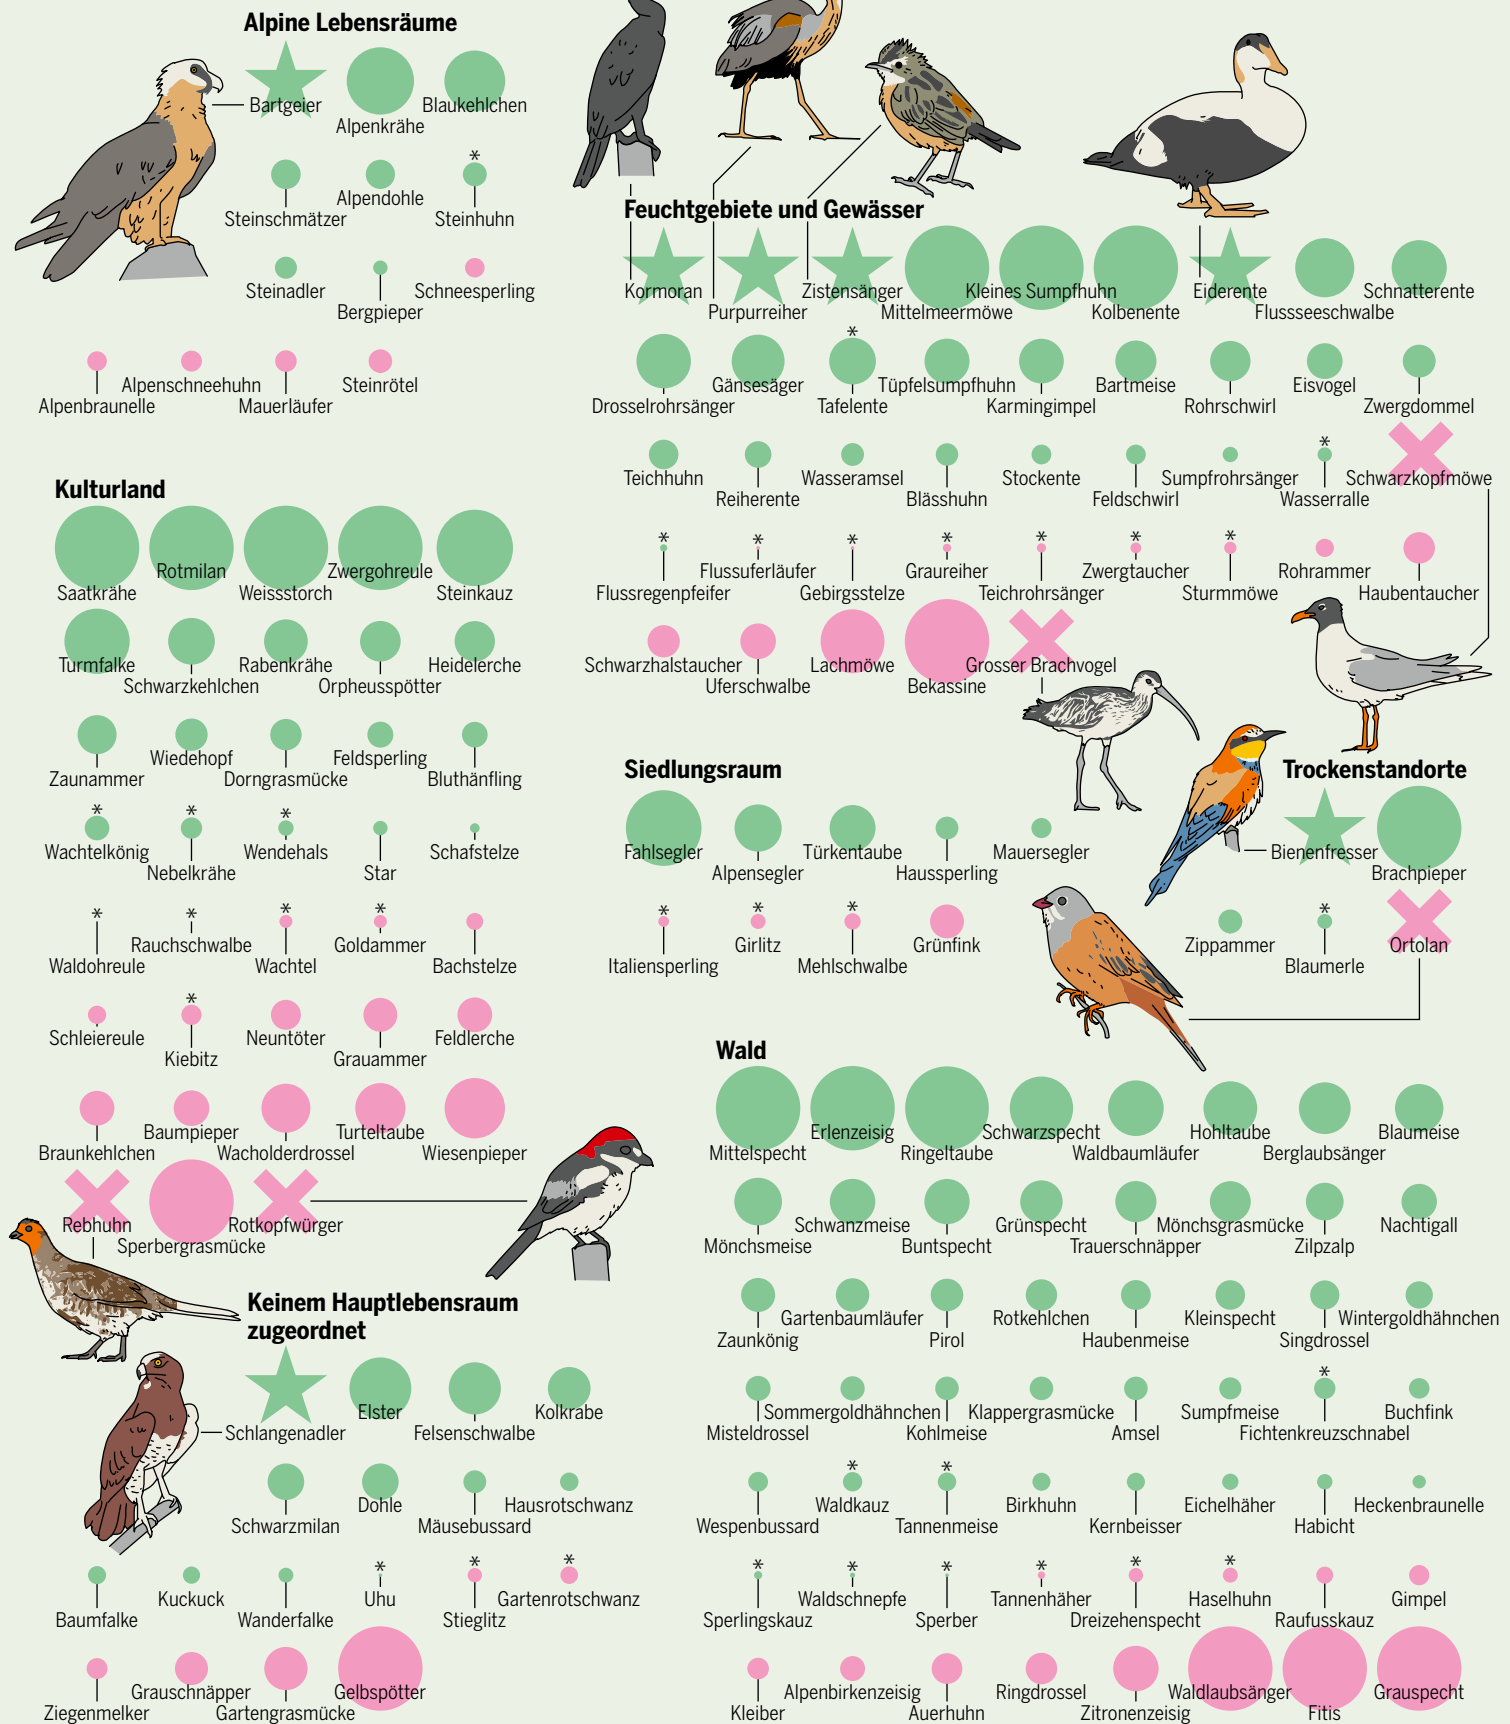 Alpine Lebensräume
Bartgeier
Alpenkrähe
Blaukehlchen
Steinschmätzer
Alpendohle
*
Steinhuhn
Steinadler
Bergpieper
Schneesperling
Alpenbraunelle
Alpenschneehuhn
Mauerläufer
Steinrötel
Feuchtgebiete und Gewässer
Kormoran
Purpurreiher
Zistensänger
Mittelmeermöwe
Kleines Sumpfhuhn
Kolbenente
Eiderente
Flussseeschwalbe
Schnatterente
Drosselrohrsänger
Gänsesäger
*
Tafelente
Tüpfelsumpfhuhn
Karmingimpel
Bartmeise
Rohrschwirl
Eisvogel
Zwergdommel
Teichhuhn
Reiherente
Wasseramsel
Blässhuhn
Stockente
Feldschwirl
Sumpfrohrsänger
*
Wasserralle
Schwarzkopfmöwe
*
Flussregenpfeifer
*
Flussuferläufer
*
Gebirgsstelze
*
Graureiher
*
Teichrohrsänger
*
Zwergtaucher
*
Sturmmöwe
Rohrammer
Haubentaucher
Schwarzhalstaucher
Uferschwalbe
Lachmöwe
Bekassine
Grosser Brachvogel
Kulturland
Saatkrähe
Rotmilan
Weissstorch
Zwergohreule
Steinkauz
Turmfalke
Schwarzkehlchen
Rabenkrähe
Orpheusspötter
Heidelerche
Zaunammer
Wiedehopf
Dorngrasmücke
Feldsperling
Bluthänfling
*
Wachtelkönig
*
Nebelkrähe
*
Wendehals
Star
Schafstelze
*
Waldohreule
*
Rauchschwalbe
*
Wachtel
*
Goldammer
Bachstelze
Schleiereule
*
Kiebitz
Neuntöter
Grauammer
Feldlerche
Braunkehlchen
Baumpieper
Wacholderdrossel
Turteltaube
Wiesenpieper
Rebhuhn
Sperbergrasmücke
Rotkopfwürger
Siedlungsraum
Fahlsegler
Alpensegler
Türkentaube
Haussperling
Mauersegler
*
Italiensperling
*
Girlitz
*
Mehlschwalbe
Grünfink
Trockenstandorte
Bienenfresser
Brachpieper
Zippammer
*
Blaumerle
Ortolan
Wald
Mittelspecht
Erlenzeisig
Ringeltaube
Schwarzspecht
Waldbaumläufer
Hohltaube
Berglaubsänger
Blaumeise
Mönchsmeise
Schwanzmeise
Buntspecht
Grünspecht
Trauerschnäpper
Mönchsgrasmücke
Zilpzalp
Nachtigall
Zaunkönig
Gartenbaumläufer
Pirol
Rotkehlchen
Haubenmeise
Kleinspecht
Singdrossel
Wintergoldhähnchen
Misteldrossel
Sommergoldhähnchen
Kohlmeise
Klappergrasmücke
Amsel
Sumpfmeise
*
Fichtenkreuzschnabel
Buchfink
Wespenbussard
*
Waldkauz
*
Tannenmeise
Birkhuhn
Kernbeisser
Eichelhäher
Habicht
Heckenbraunelle
*
Sperlingskauz
*
Waldschnepfe
*
Sperber
*
Tannenhäher
*
Dreizehenspecht
*
Haselhuhn
Raufusskauz
Gimpel
Kleiber
Alpenbirkenzeisig
Auerhuhn
Ringdrossel
Zitronenzeisig
Waldlaubsänger
Fitis
Grauspecht
Keinem Hauptlebensraum
zugeordnet
Schlangenadler
Elster
Felsenschwalbe
Kolkrabe
Schwarzmilan
Dohle
Mäusebussard
Hausrotschwanz
Baumfalke
Kuckuck
Wanderfalke
*
Uhu
*
Stieglitz
*
Gartenrotschwanz
Ziegenmelker
Grauschnäpper
Gartengrasmücke
Gelbspötter